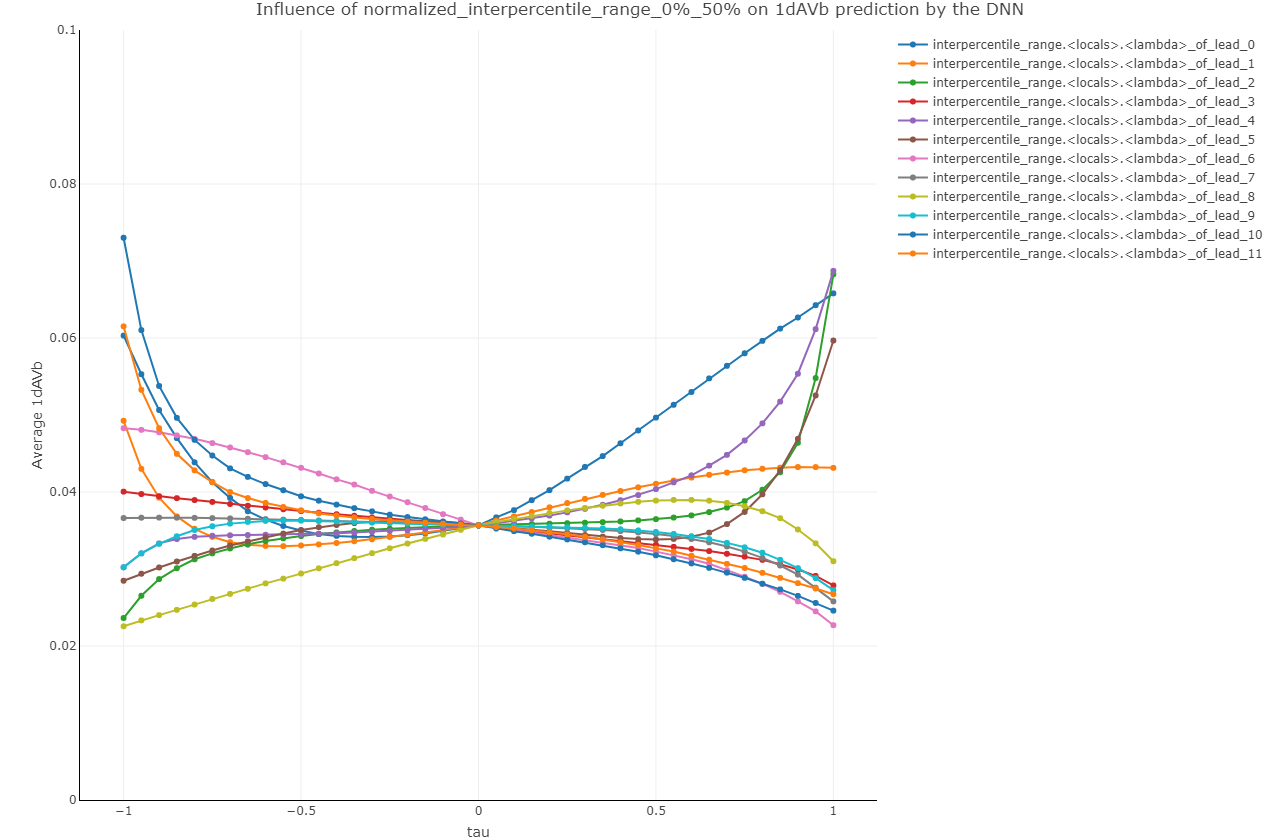 Influence of normalized_interpercentile_range_0%_50% on 1dAVb prediction by the DNN
0.1
0.08
0.06
0.04
0.02
0
Average 1dAVb
−1
−0.5
0
0.5
1
tau
interpercentile_range.<locals>.<lambda>_of_lead_0
interpercentile_range.<locals>.<lambda>_of_lead_1
interpercentile_range.<locals>.<lambda>_of_lead_2
interpercentile_range.<locals>.<lambda>_of_lead_3
interpercentile_range.<locals>.<lambda>_of_lead_4
interpercentile_range.<locals>.<lambda>_of_lead_5
interpercentile_range.<locals>.<lambda>_of_lead_6
interpercentile_range.<locals>.<lambda>_of_lead_7
interpercentile_range.<locals>.<lambda>_of_lead_8
interpercentile_range.<locals>.<lambda>_of_lead_9
interpercentile_range.<locals>.<lambda>_of_lead_10
interpercentile_range.<locals>.<lambda>_of_lead_11